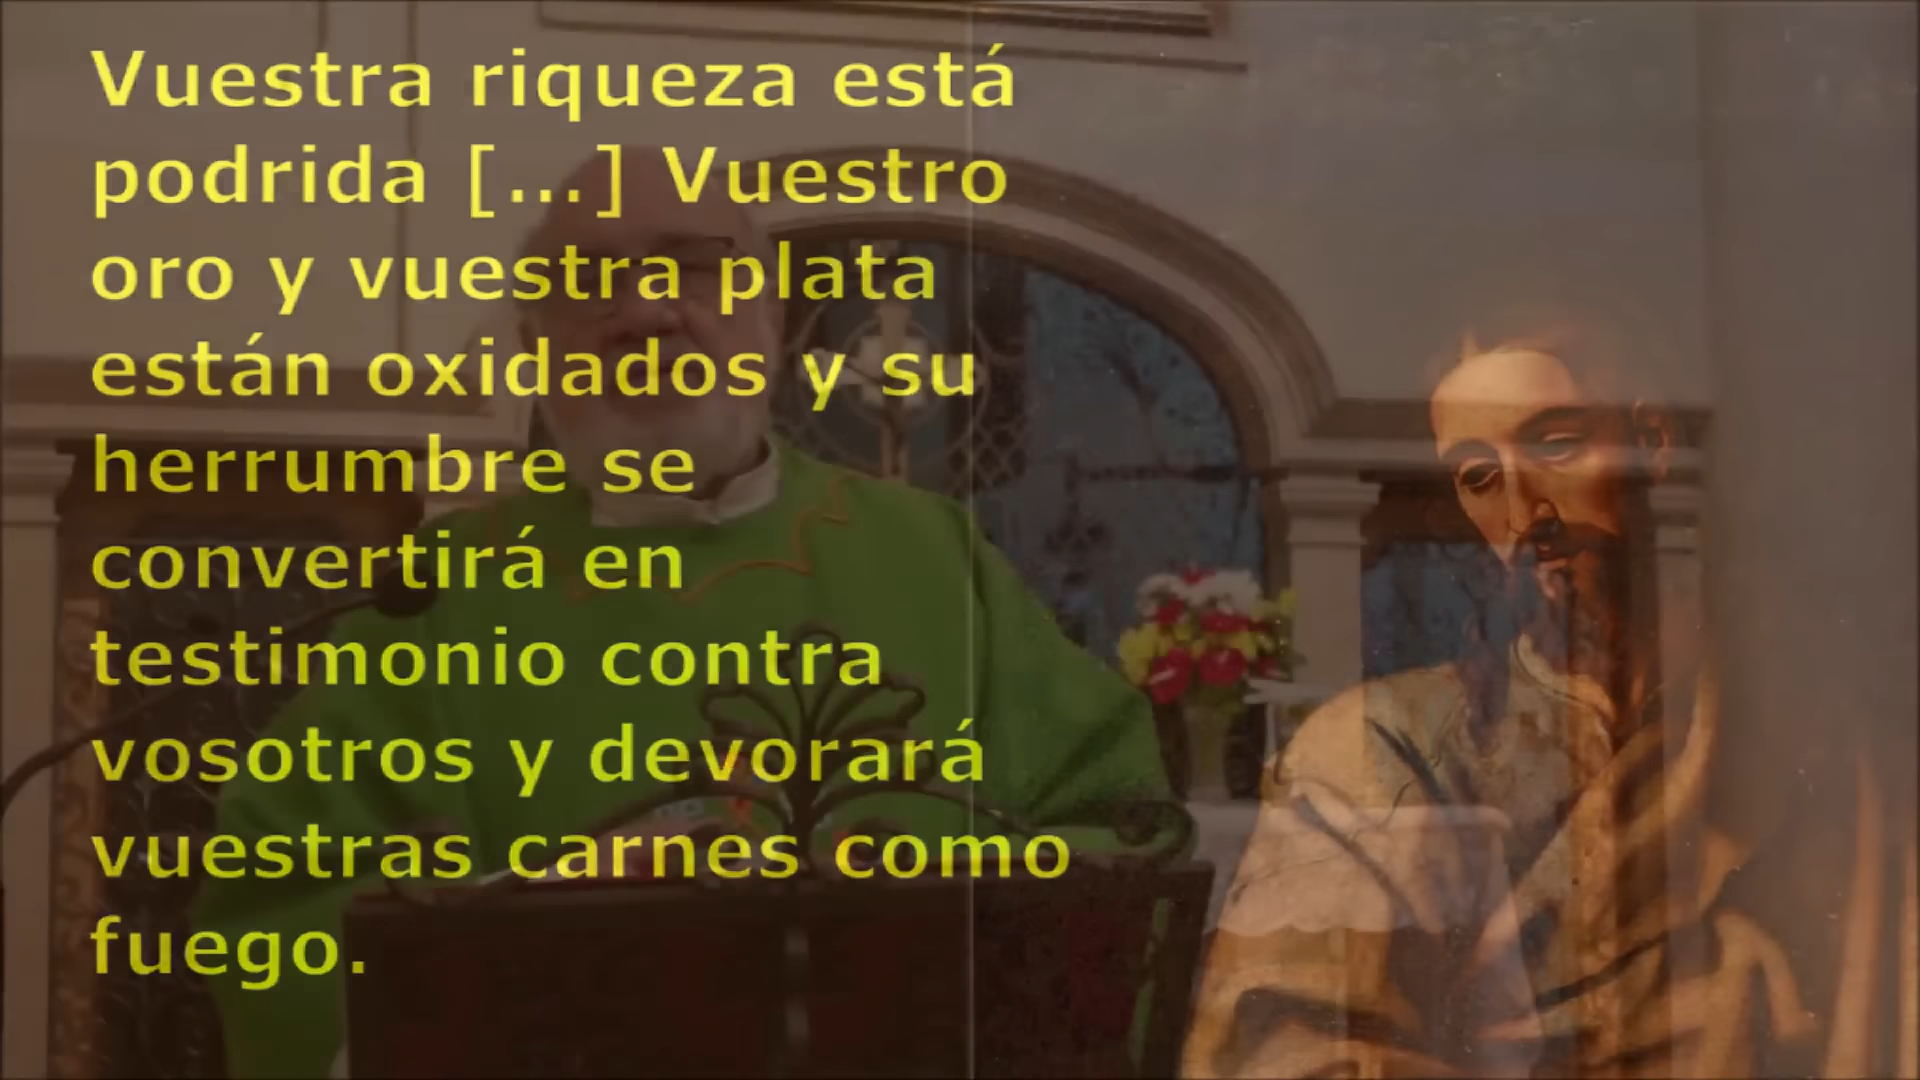 Vuestra riqueza está
podrida [...] Vuestro
oro y vuestra plata
están oxidados y su
herrumbre se
convertirá en
testimonio contra
vosotros y devorará
vuestras carnes como
fuego.